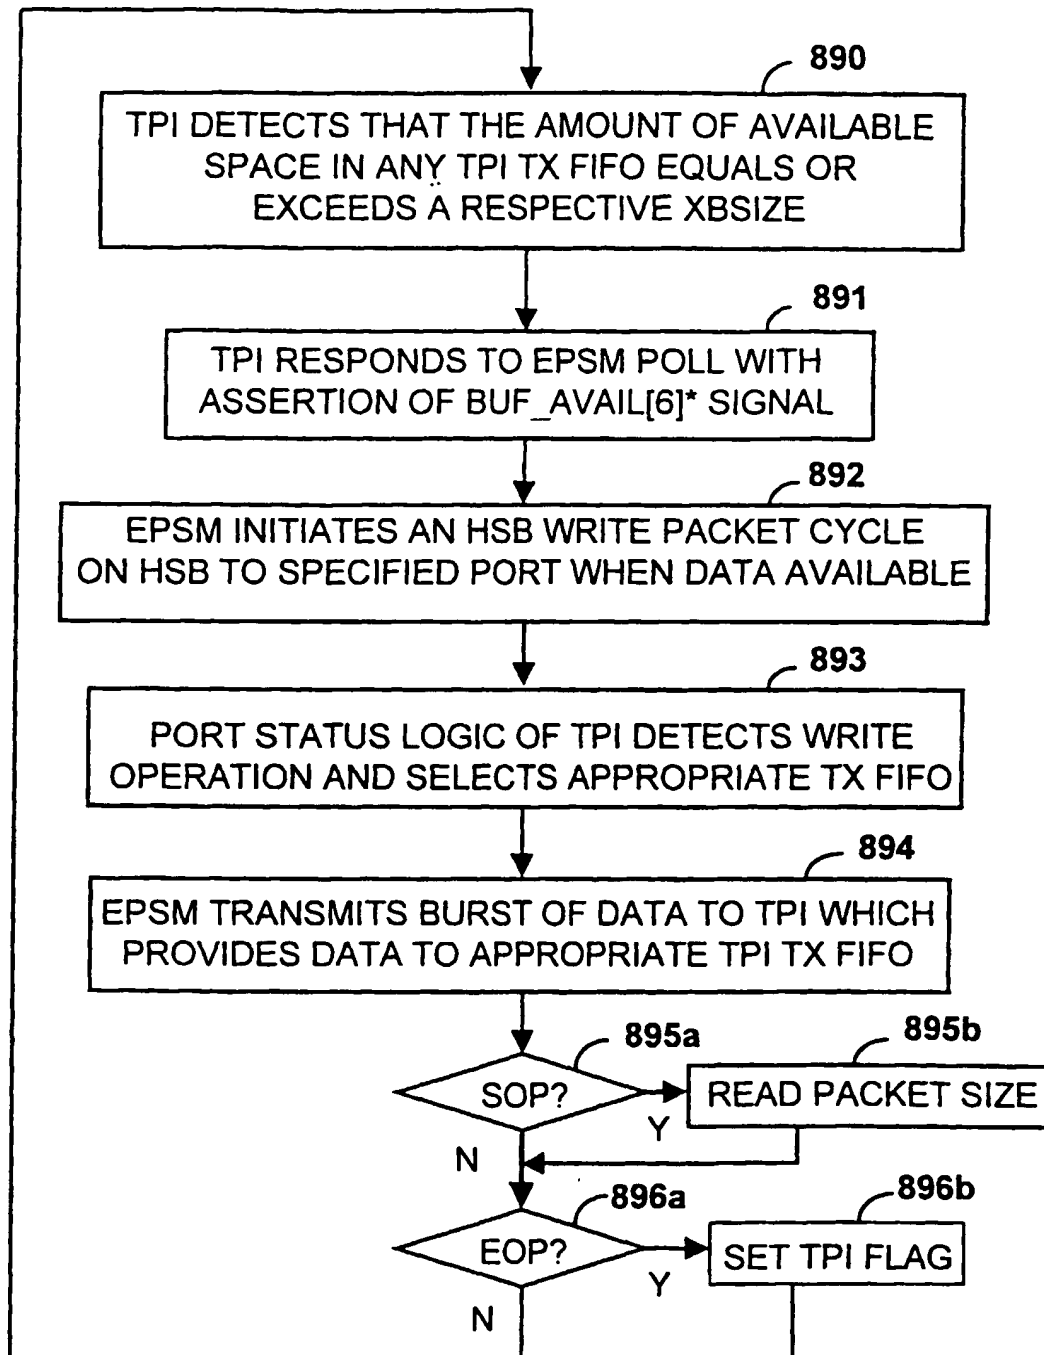 890
TPI DETECTS THAT THE AMOUNT OF AVAILABLE
SPACE IN ANY TPI TX FIFO EQUALS OR
EXCEEDS A RESPECTIVE XBSIZE
891
TPI RESPONDS TO EPSM POLL WITH
ASSERTION OF BUF_AVAIL[6]* SIGNAL
892
EPSM INITIATES AN HSB WRITE PACKET CYCLE
ON HSB TO SPECIFIED PORT WHEN DATA AVAILABLE
893
PORT STATUS LOGIC OF TPI DETECTS WRITE
OPERATION AND SELECTS APPROPRIATE TX FIFO
894
EPSM TRANSMITS BURST OF DATA TO TPI WHICH
PROVIDES DATA TO APPROPRIATE TPI TX FIFO
895a
895b
SOP?
READ PACKET SIZE
Y
N
896a
896b
EOP?
SET TPI FLAG
Y
N